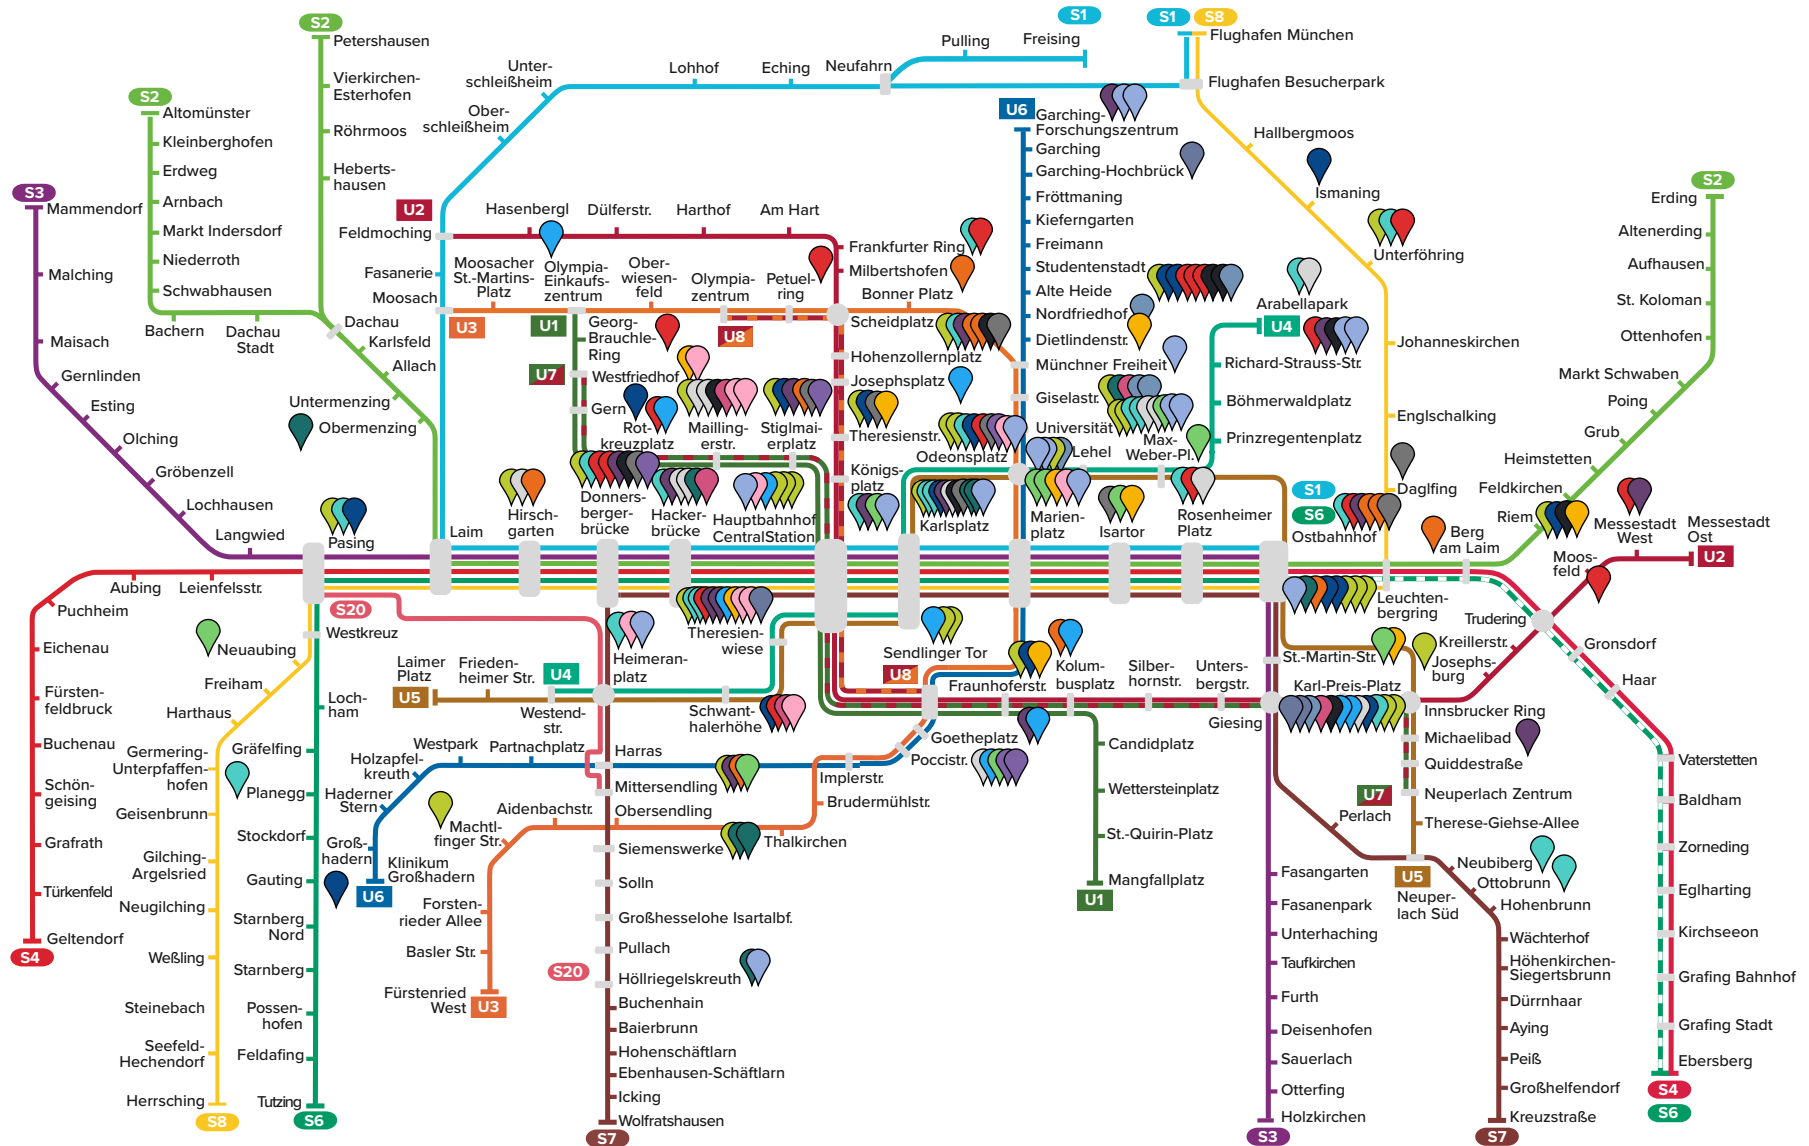 S2
Petershausen
Vierkirchen-
Esterhofen
Röhrmoos
Heberts-
hausen
S2
Altomünster
Kleinberghofen
Erdweg
Arnbach
Markt Indersdorf
Niederroth
Schwabhausen
Bachern
Dachau
Stadt
Dachau
Karlsfeld
Allach
Untermenzing
Obermenzing
S3
Mammendorf
Malching
Maisach
Gernlinden
Esting
Olching
Gröbenzell
Lochhausen
Langwied
Pasing
Laim
S1
Freising
Pulling
Neufahrn
Eching
Lohhof
Unter-
schleißheim
Ober-
schleißheim
S1
S8
Flughafen München
Flughafen Besucherpark
Hallbergmoos
Ismaning
Unterföhring
Johanneskirchen
Englschalking
Daglfing
U2
Feldmoching
Hasenbergl
Dülferstr.
Harthof
Am Hart
Frankfurter Ring
Milbertshofen
Fasanerie
Moosach
U3
Moosacher
St.-Martins-
Platz
Olympia-
Einkaufs-
zentrum
Ober-
wiesen-
feld
Olympia-
zentrum
Petuel-
ring
Bonner Platz
Scheidplatz
U8
U1
Georg-
Brauchle-
Ring
U7
Westfriedhof
Gern
Rot-
kreuzplatz
Mailling-
erstr.
Stiglmai-
erplatz
Hohenzollernplatz
Josephsplatz
Theresienstr.
Königs-
platz
U6
Garching-
Forschungszentrum
Garching
Garching-Hochbrück
Fröttmaning
Kieferngarten
Freimann
Studentenstadt
Alte Heide
Nordfriedhof
Dietlindenstr.
Münchner Freiheit
Giselastr.
Universität
Odeonsplatz
Lehel
Max-
Weber-Pl.
Arabellapark
U4
Richard-Strauss-Str.
Böhmerwaldplatz
Prinzregentenplatz
S2
Erding
Altenerding
Aufhausen
St. Koloman
Ottenhofen
Markt Schwaben
Poing
Grub
Heimstetten
Feldkirchen
Riem
Messestadt
West
Messestadt
Ost
U2
Moos-
feld
Hirsch-
garten
Donners-
berger-
brücke
Hacker-
brücke
Hauptbahnhof
CentralStation
Karlsplatz
Marien-
platz
Isartor
Rosenheimer
Platz
S1
S6
Ostbahnhof
Berg
am Laim
Leuchten-
bergring
Trudering
Gronsdorf
Haar
Vaterstetten
Baldham
Zorneding
Eglharting
Kirchseeon
Grafing Bahnhof
Grafing Stadt
Ebersberg
S4
S6
Aubing
Leienfelsstr.
Puchheim
Eichenau
Fürsten-
feldbruck
Buchenau
Schön-
geising
Grafrath
Türkenfeld
Geltendorf
S4
S20
Westkreuz
Neuaubing
Freiham
Harthaus
Germering-
Unterpfaffen-
hofen
Geisenbrunn
Gilching-
Argelsried
Neugilching
Weßling
Steinebach
Seefeld-
Hechendorf
Herrsching
S8
Loch-
ham
Gräfelfing
Planegg
Stockdorf
Gauting
Starnberg
Nord
Starnberg
Possen-
hofen
Feldafing
Tutzing
S6
Laimer
Platz
U5
Frieden-
heimer Str.
U4
Westend-
str.
Heimeran-
platz
Schwant-
halerhöhe
Theresien-
wiese
Sendlinger Tor
U8
Fraunhoferstr.
Kolum-
busplatz
Silber-
hornstr.
Unters-
bergstr.
Giesing
St.-Martin-Str.
Karl-Preis-Platz
Kreillerstr.
Josephs-
burg
Innsbrucker Ring
Michaelibad
Quiddestraße
U7
Neuperlach Zentrum
Therese-Giehse-Allee
U5
Neuper-
lach Süd
Perlach
Neubiberg
Ottobrunn
Hohenbrunn
Wächterhof
Höhenkirchen-
Siegertsbrunn
Dürrnhaar
Aying
Peiß
Großhelfendorf
Kreuzstraße
S7
Holzapfel-
kreuth
Westpark
Partnachplatz
Harras
Haderner
Stern
Groß-
hadern
Klinikum
Großhadern
U6
Mittersendling
Obersendling
Aidenbachstr.
Machtl-
finger Str.
Forsten-
rieder Allee
Basler Str.
Fürstenried
West
U3
Siemenswerke
Thalkirchen
Brudermühlstr.
Implerstr.
Poccistr.
Goetheplatz
Solln
Großhesselohe Isartalbf.
Pullach
S20
Höllriegelskreuth
Buchenhain
Baierbrunn
Hohenschäftlarn
Ebenhausen-Schäftlarn
Icking
Wolfratshausen
S7
Candidplatz
Wettersteinplatz
St.-Quirin-Platz
Mangfallplatz
U1
Fasangarten
Fasanenpark
Unterhaching
Taufkirchen
Furth
Deisenhofen
Sauerlach
Otterfing
Holzkirchen
S3